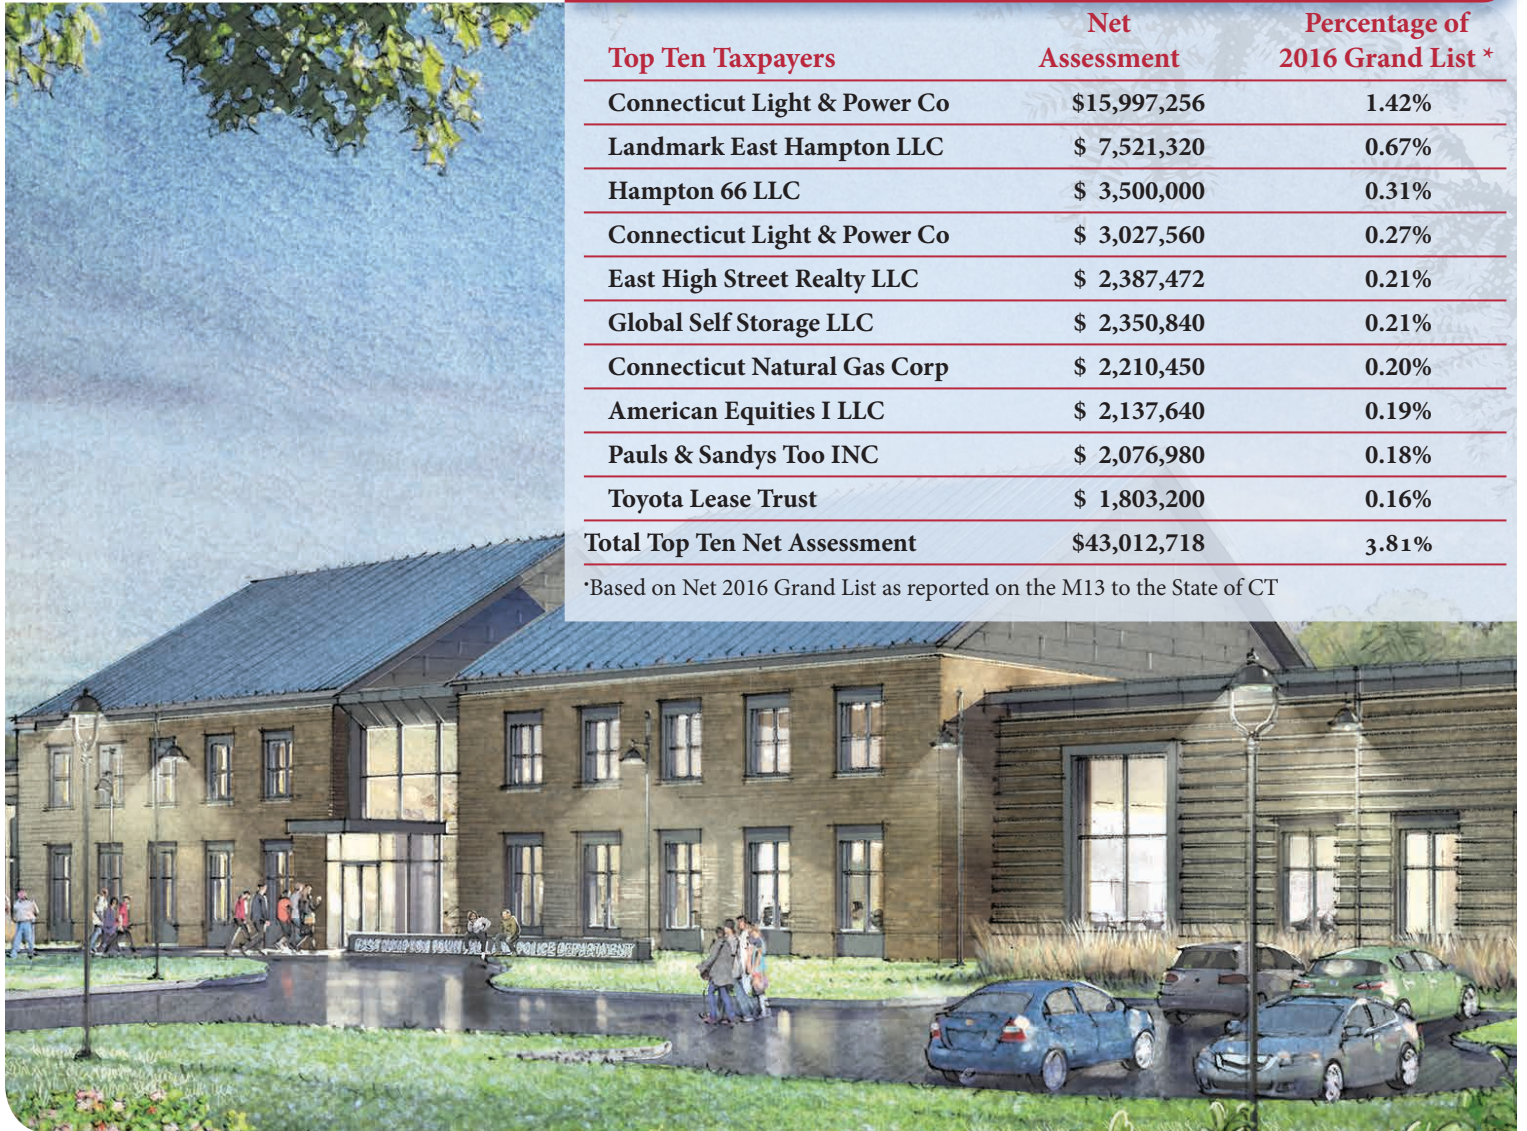 Net Percentage of
Top Ten Taxpayers Assessment 2016 Grand List *
Connecticut Light & Power Co $15,997,256 1.42%
Landmark East Hampton LLC $ 7,521,320 0.67%
Hampton 66 LLC $ 3,500,000 0.31%
Connecticut Light & Power Co $ 3,027,560 0.27%
East High Street Realty LLC $ 2,387,472 0.21%
Global Self Storage LLC $ 2,350,840 0.21%
Connecticut Natural Gas Corp $ 2,210,450 0.20%
American Equities I LLC $ 2,137,640 0.19%
Pauls & Sandys Too INC $ 2,076,980 0.18%
Toyota Lease Trust $ 1,803,200 0.16%
Total Top Ten Net Assessment $43,012,718 3.81%
*Based on Net 2016 Grand List as reported on the M13 to the State of CT
EAST HAMPTON TOWN POLICE DEPARTMENT